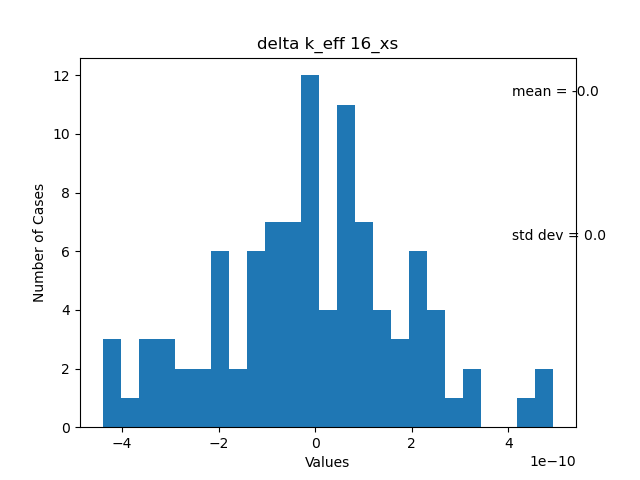 delta k_eff 16_xs
12
10
8
6
4
2
0
Number of Cases
mean = -0.0
std dev = 0.0
−4
−2
0
2
4
1e−10
Values